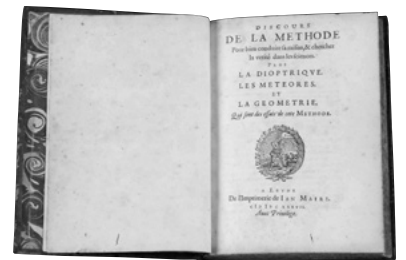 DISCOURS
DE LA METHODE
Pour bien conduire sa raison, & chercher
la verité dans les sciences.
PLUS
LA DIOPTRIQVE.
LES METEORES.
ET
LA GEOMETRIE.
Qui sont des essais de cete METHODE.
A LEYDE
De l'Imprimerie de IAN MAIRE.
Avec Privilege.